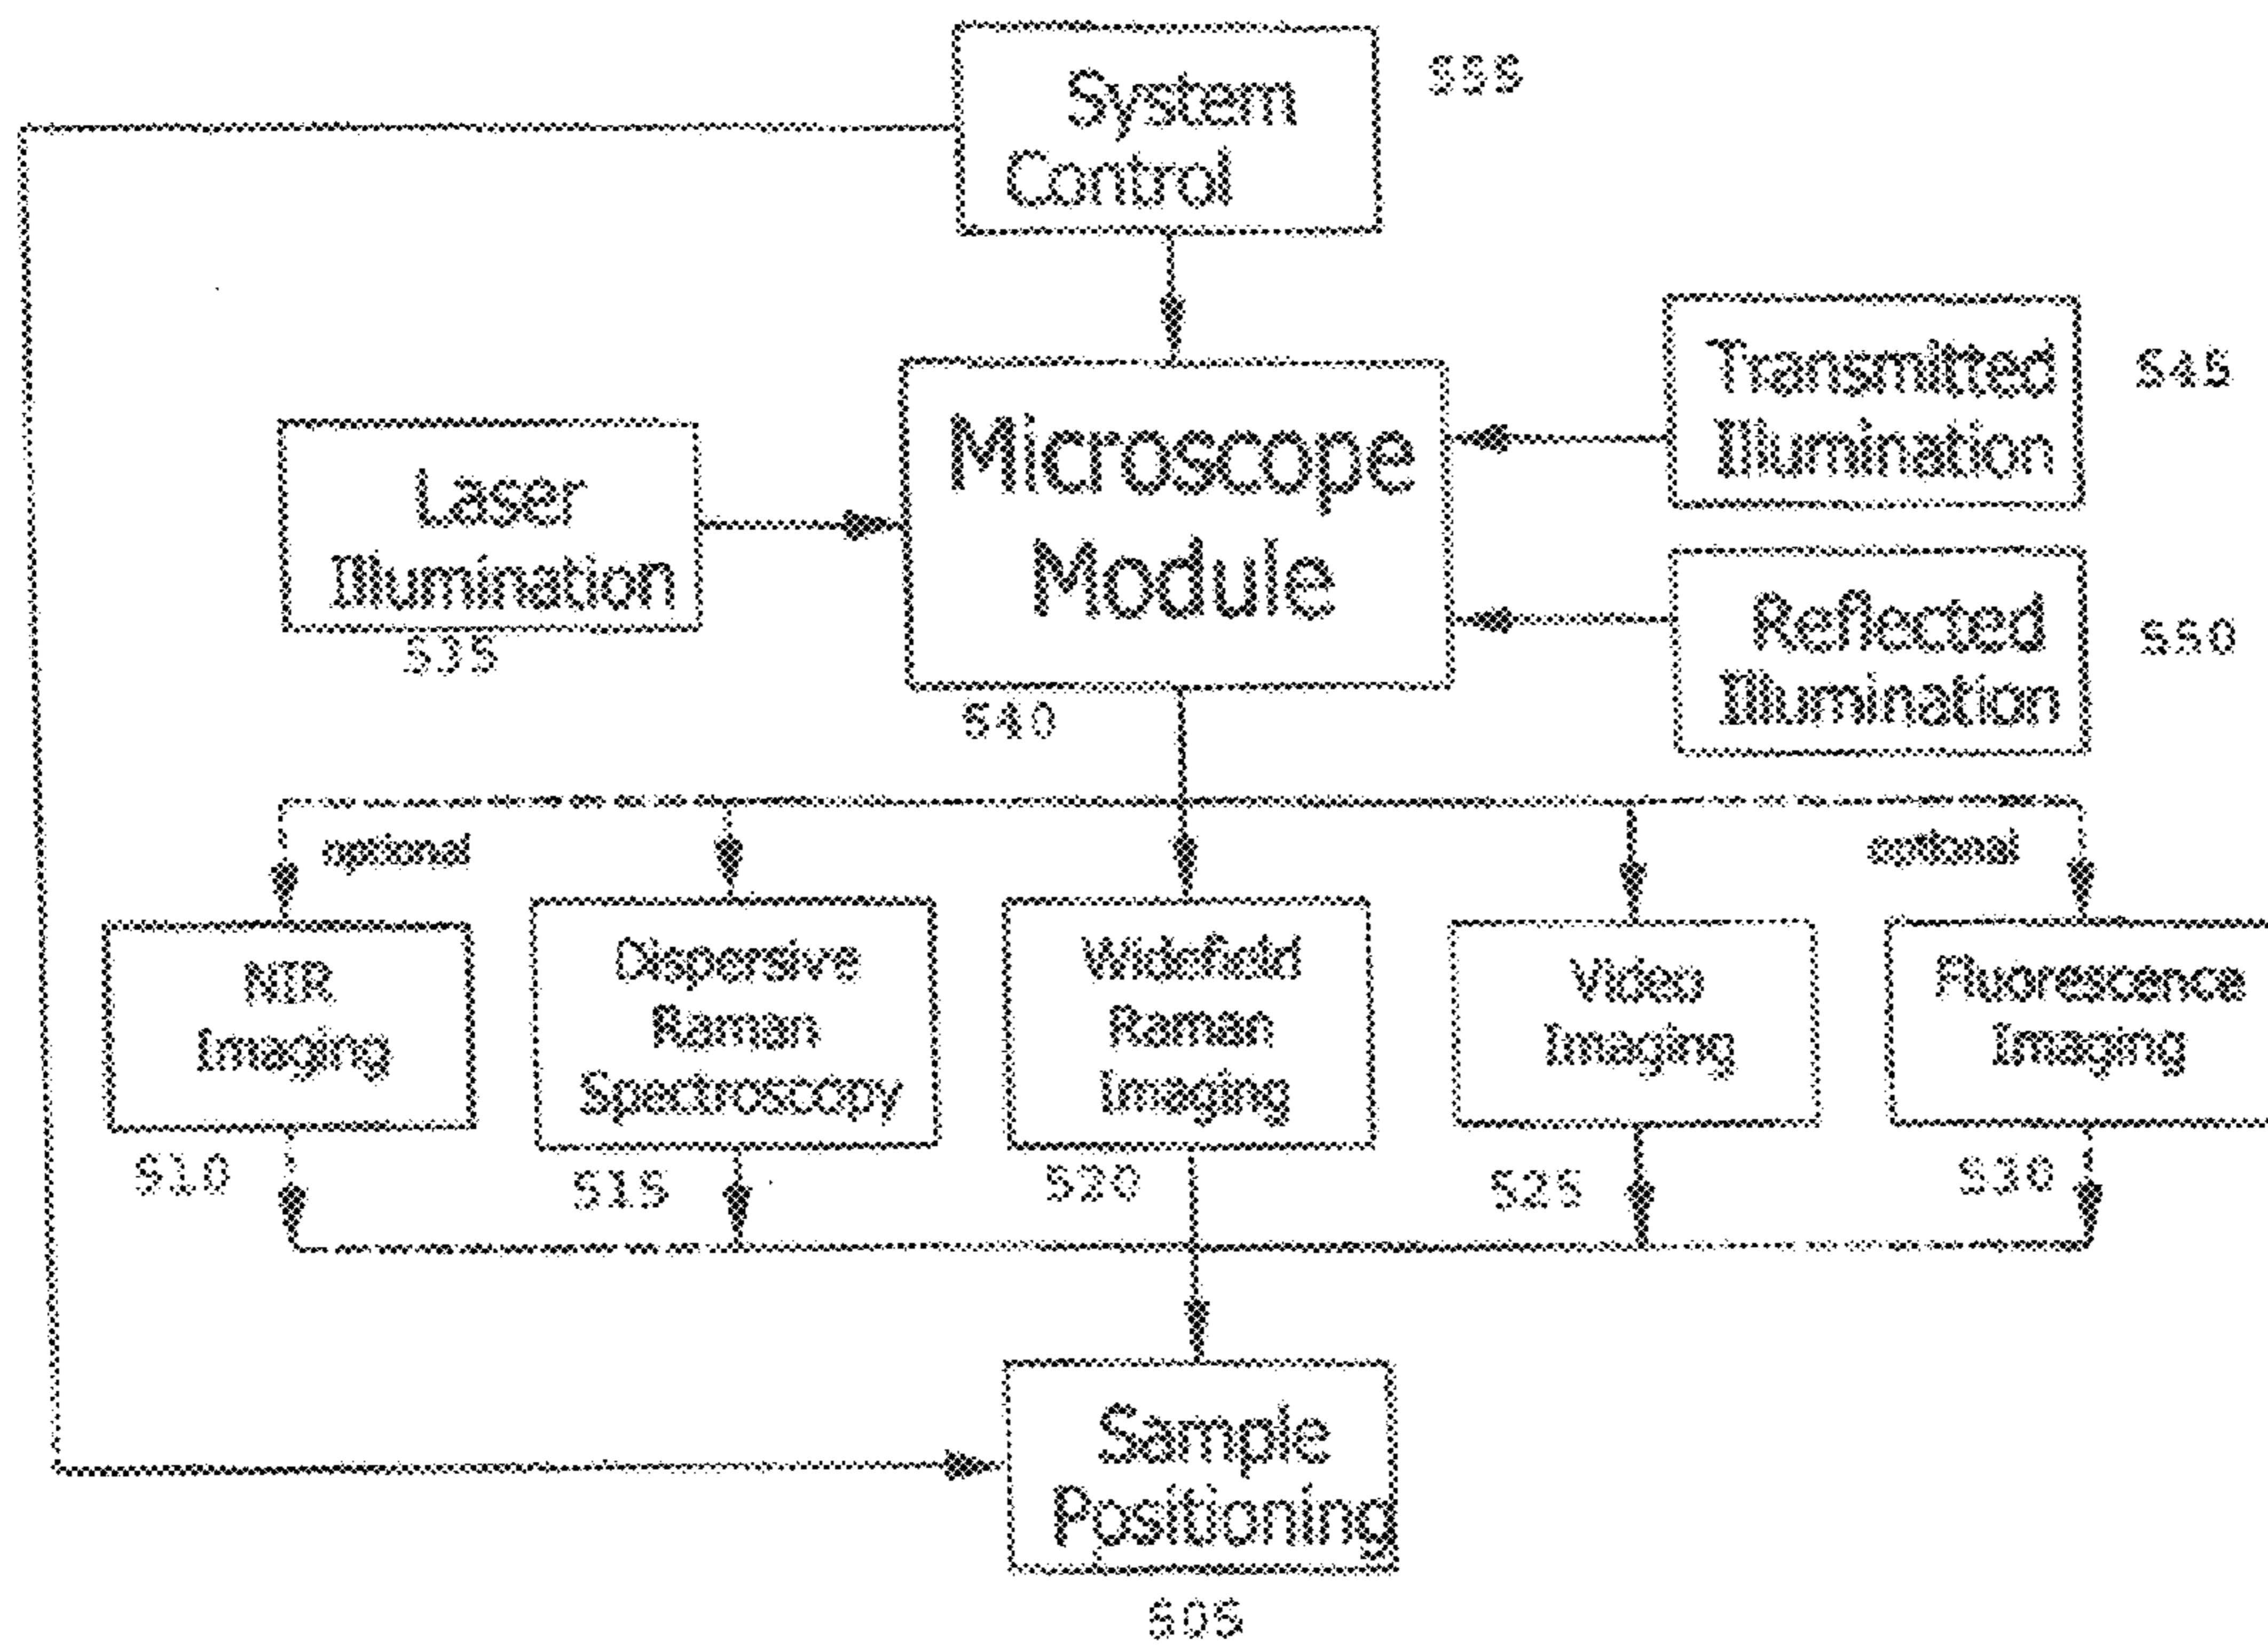 System
Control
555
Transmitted
Illumination
545
Laser
Illumination
535
Microscope
Module
540
Reflected
Illumination
550
optional
optional
NIR
Imaging
510
Dispersive
Raman
Spectroscopy
515
Widefield
Raman
Imaging
520
Video
Imaging
525
Fluorescence
Imaging
530
Sample
Positioning
505